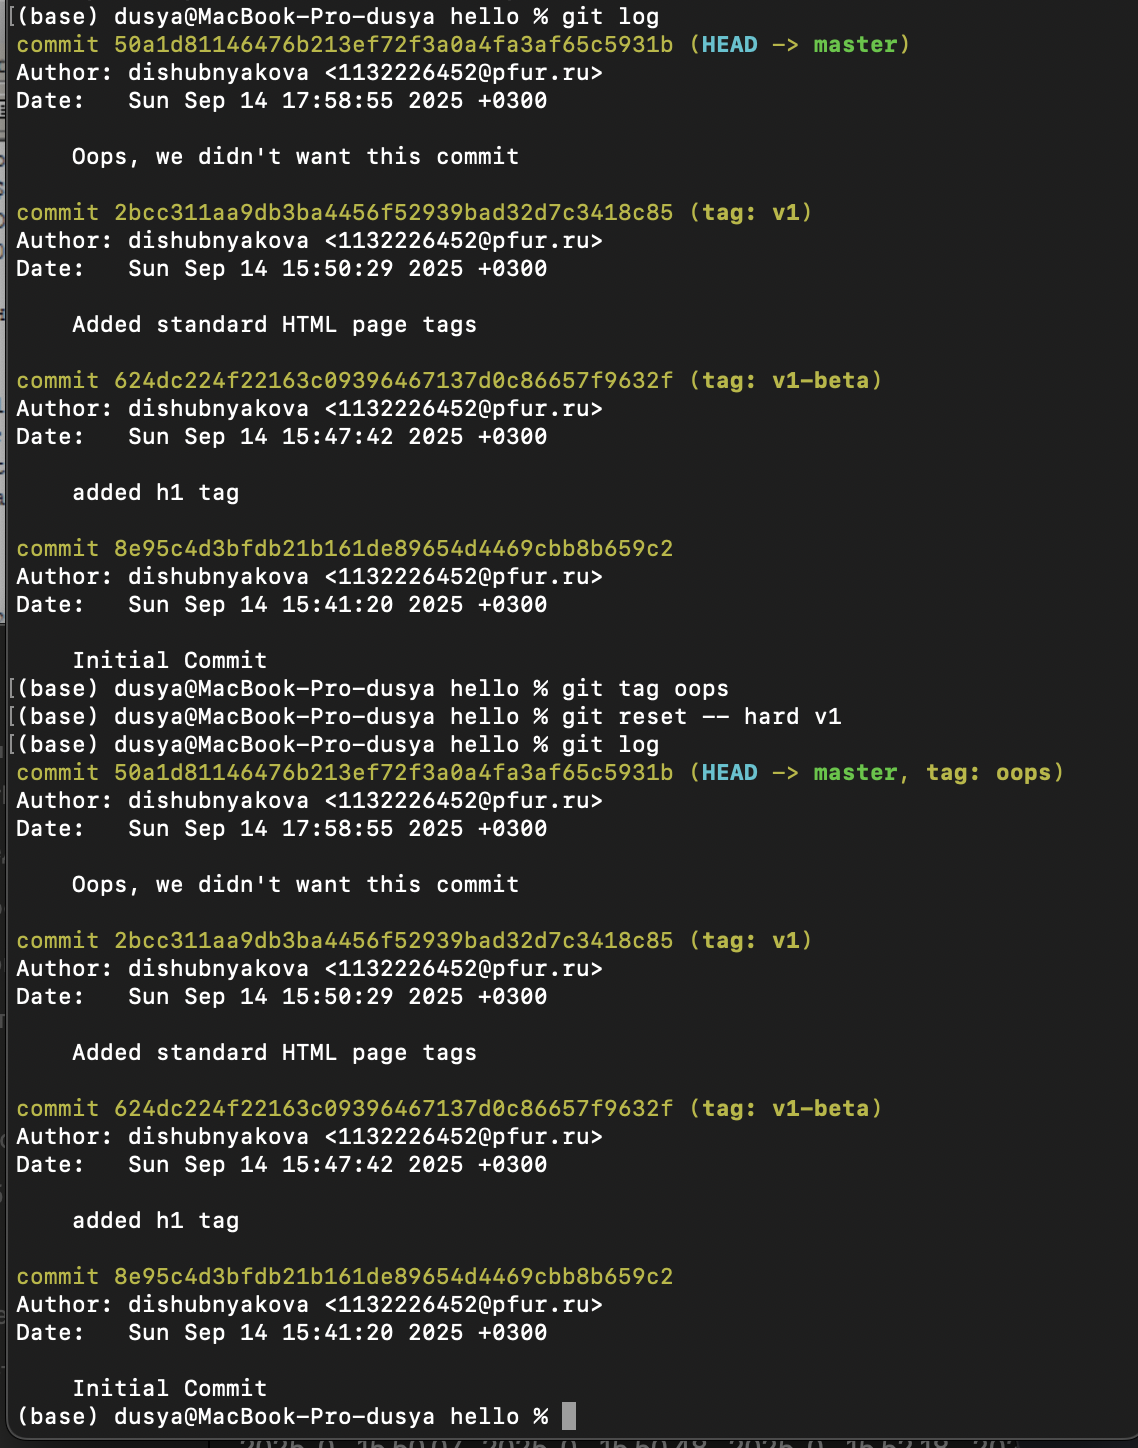 [(base) dusya@MacBook-Pro-dusya hello % git log
commit 50a1d81146476b213ef72f3a0a4fa3af65c5931b (HEAD -> master)
Author: dishubnyakova <1132226452@pfur.ru>
Date:   Sun Sep 14 17:58:55 2025 +0300

    Oops, we didn't want this commit

commit 2bcc311aa9db3ba4456f52939bad32d7c3418c85 (tag: v1)
Author: dishubnyakova <1132226452@pfur.ru>
Date:   Sun Sep 14 15:50:29 2025 +0300

    Added standard HTML page tags

commit 624dc224f22163c09396467137d0c86657f9632f (tag: v1-beta)
Author: dishubnyakova <1132226452@pfur.ru>
Date:   Sun Sep 14 15:47:42 2025 +0300

    added h1 tag

commit 8e95c4d3bfdb21b161de89654d4469cbb8b659c2
Author: dishubnyakova <1132226452@pfur.ru>
Date:   Sun Sep 14 15:41:20 2025 +0300

    Initial Commit
[(base) dusya@MacBook-Pro-dusya hello % git tag oops
[(base) dusya@MacBook-Pro-dusya hello % git reset -- hard v1
[(base) dusya@MacBook-Pro-dusya hello % git log
commit 50a1d81146476b213ef72f3a0a4fa3af65c5931b (HEAD -> master, tag: oops)
Author: dishubnyakova <1132226452@pfur.ru>
Date:   Sun Sep 14 17:58:55 2025 +0300

    Oops, we didn't want this commit

commit 2bcc311aa9db3ba4456f52939bad32d7c3418c85 (tag: v1)
Author: dishubnyakova <1132226452@pfur.ru>
Date:   Sun Sep 14 15:50:29 2025 +0300

    Added standard HTML page tags

commit 624dc224f22163c09396467137d0c86657f9632f (tag: v1-beta)
Author: dishubnyakova <1132226452@pfur.ru>
Date:   Sun Sep 14 15:47:42 2025 +0300

    added h1 tag

commit 8e95c4d3bfdb21b161de89654d4469cbb8b659c2
Author: dishubnyakova <1132226452@pfur.ru>
Date:   Sun Sep 14 15:41:20 2025 +0300

    Initial Commit
(base) dusya@MacBook-Pro-dusya hello %